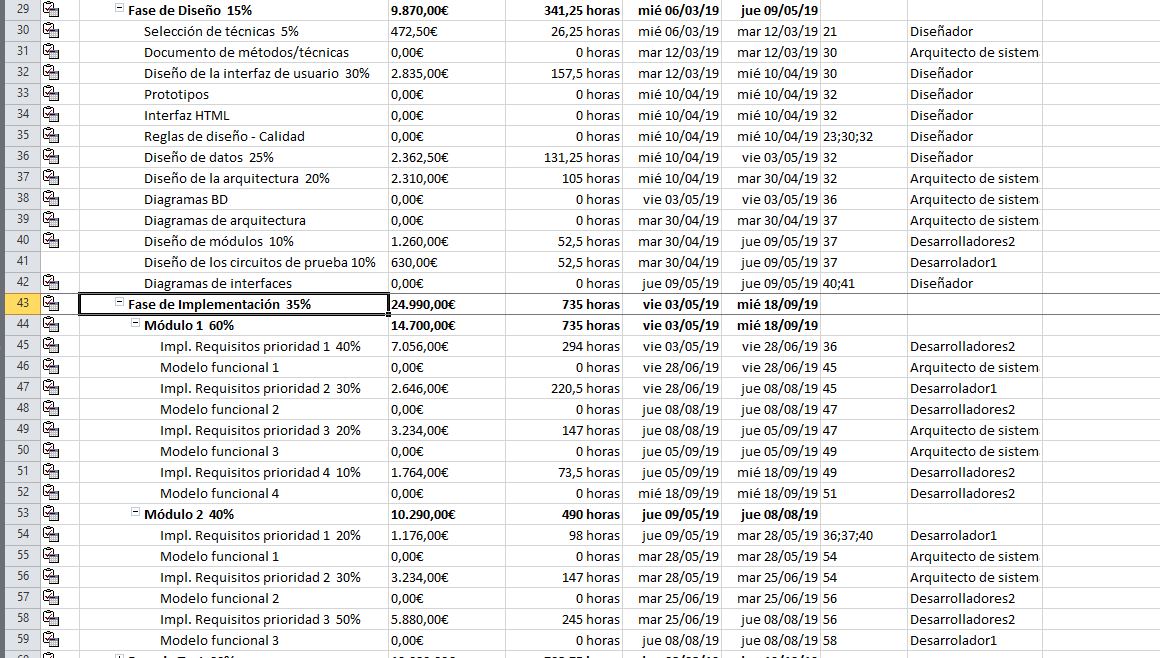 29 Fase de Diseño 15% 9.870,00€ 341,25 horas mié 06/03/19 jue 09/05/19
30 Selección de técnicas 5% 472,50€ 26,25 horas mié 06/03/19 mar 12/03/19 21 Diseñador
31 Documento de métodos/técnicas 0,00€ 0 horas mar 12/03/19 mar 12/03/19 30 Arquitecto de sistem
32 Diseño de la interfaz de usuario 30% 2.835,00€ 157,5 horas mar 12/03/19 mié 10/04/19 30 Diseñador
33 Prototipos 0,00€ 0 horas mié 10/04/19 mié 10/04/19 32 Diseñador
34 Interfaz HTML 0,00€ 0 horas mié 10/04/19 mié 10/04/19 32 Diseñador
35 Reglas de diseño - Calidad 0,00€ 0 horas mié 10/04/19 mié 10/04/19 23;30;32 Diseñador
36 Diseño de datos 25% 2.362,50€ 131,25 horas mié 10/04/19 vie 03/05/19 32 Diseñador
37 Diseño de la arquitectura 20% 2.310,00€ 105 horas mié 10/04/19 mar 30/04/19 32 Arquitecto de sistem
38 Diagramas BD 0,00€ 0 horas vie 03/05/19 vie 03/05/19 36 Arquitecto de sistem
39 Diagramas de arquitectura 0,00€ 0 horas mar 30/04/19 mar 30/04/19 37 Arquitecto de sistem
40 Diseño de módulos 10% 1.260,00€ 52,5 horas mar 30/04/19 jue 09/05/19 37 Desarrolladores2
41 Diseño de los circuitos de prueba 10% 630,00€ 52,5 horas mar 30/04/19 jue 09/05/19 37 Desarrolador1
42 Diagramas de interfaces 0,00€ 0 horas jue 09/05/19 jue 09/05/19 40;41 Diseñador
43 Fase de Implementación 35% 24.990,00€ 735 horas vie 03/05/19 mié 18/09/19
44 Módulo 1 60% 14.700,00€ 735 horas vie 03/05/19 mié 18/09/19
45 Impl. Requisitos prioridad 1 40% 7.056,00€ 294 horas vie 03/05/19 vie 28/06/19 36 Desarrolladores2
46 Modelo funcional 1 0,00€ 0 horas vie 28/06/19 vie 28/06/19 45 Arquitecto de sistem
47 Impl. Requisitos prioridad 2 30% 2.646,00€ 220,5 horas vie 28/06/19 jue 08/08/19 45 Desarrolador1
48 Modelo funcional 2 0,00€ 0 horas jue 08/08/19 jue 08/08/19 47 Desarrolladores2
49 Impl. Requisitos prioridad 3 20% 3.234,00€ 147 horas jue 08/08/19 jue 05/09/19 47 Arquitecto de sistem
50 Modelo funcional 3 0,00€ 0 horas jue 05/09/19 jue 05/09/19 49 Arquitecto de sistem
51 Impl. Requisitos prioridad 4 10% 1.764,00€ 73,5 horas jue 05/09/19 mié 18/09/19 49 Desarrolladores2
52 Modelo funcional 4 0,00€ 0 horas mié 18/09/19 mié 18/09/19 51 Desarrolladores2
53 Módulo 2 40% 10.290,00€ 490 horas jue 09/05/19 jue 08/08/19
54 Impl. Requisitos prioridad 1 20% 1.176,00€ 98 horas jue 09/05/19 mar 28/05/19 36;37;40 Desarrolador1
55 Modelo funcional 1 0,00€ 0 horas mar 28/05/19 mar 28/05/19 54 Arquitecto de sistem
56 Impl. Requisitos prioridad 2 30% 3.234,00€ 147 horas mar 28/05/19 mar 25/06/19 54 Arquitecto de sistem
57 Modelo funcional 2 0,00€ 0 horas mar 25/06/19 mar 25/06/19 56 Desarrolladores2
58 Impl. Requisitos prioridad 3 50% 5.880,00€ 245 horas mar 25/06/19 jue 08/08/19 56 Desarrolladores2
59 Modelo funcional 3 0,00€ 0 horas jue 08/08/19 jue 08/08/19 58 Desarrolador1